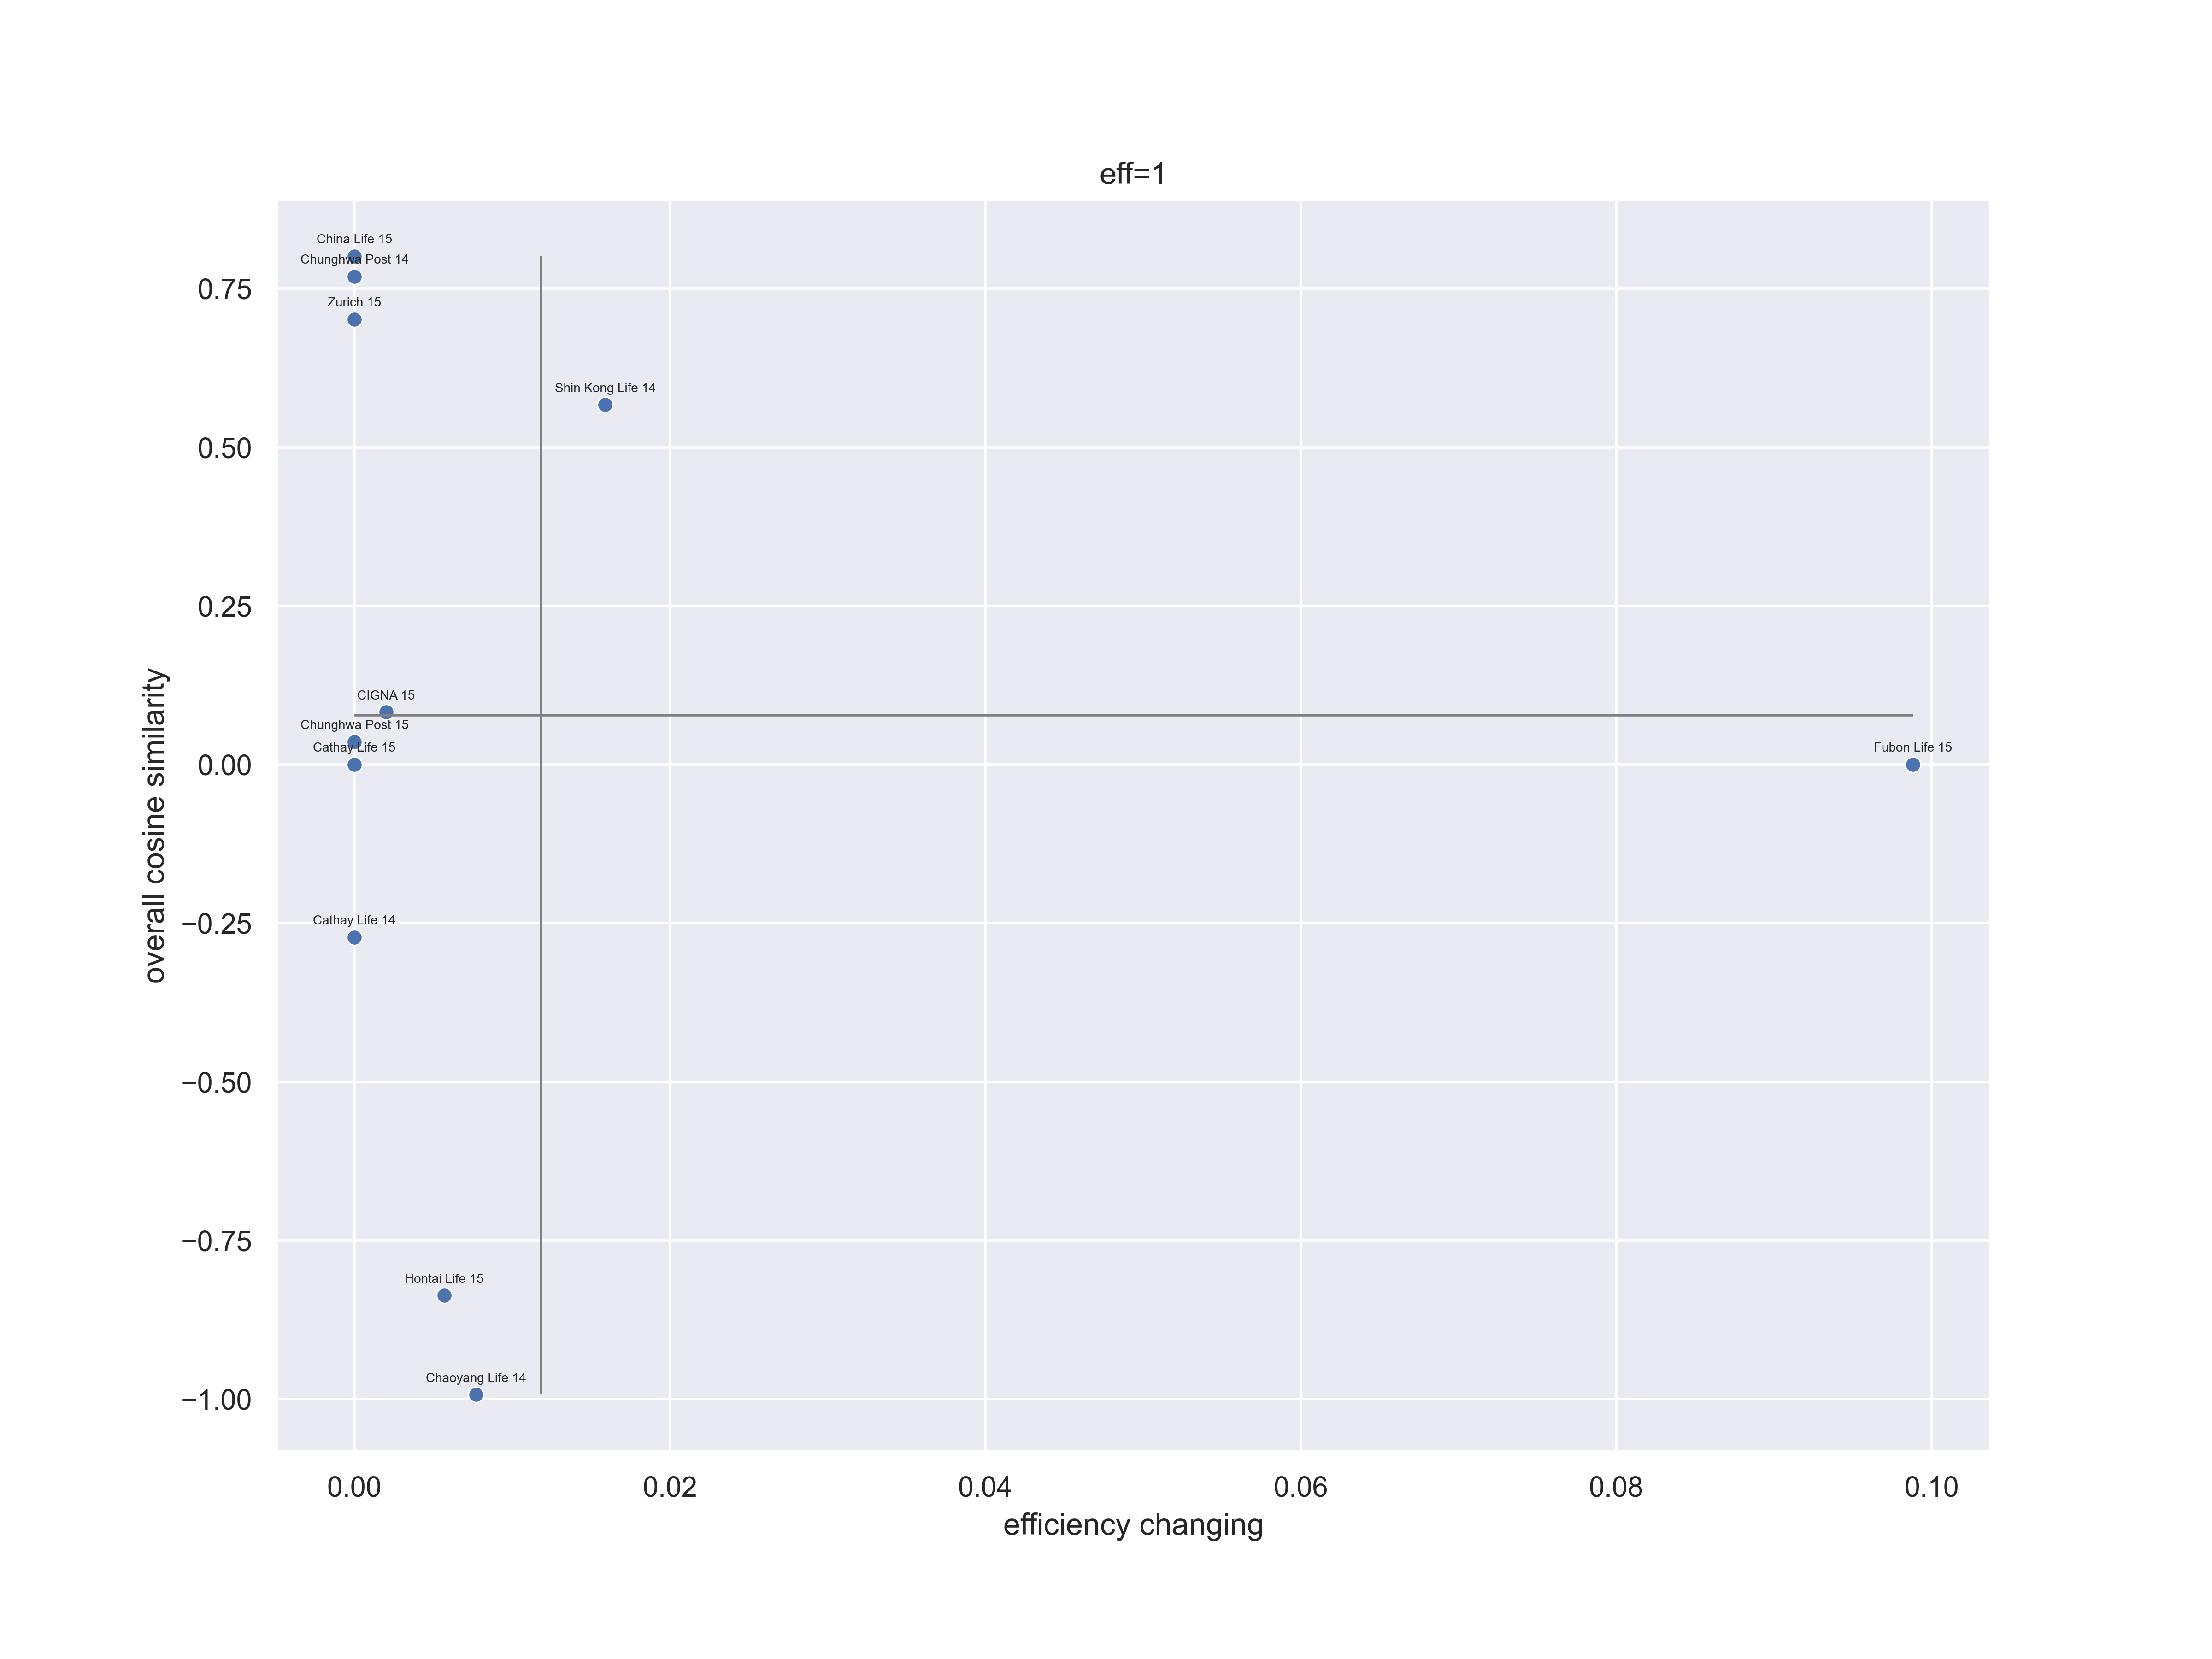 eff=1
China Life 15
Chunghwa Post 14
0.75
Zurich 15
Shin Kong Life 14
0.50
0.25
CIGNA 15
Chunghwa Post 15
Cathay Life 15
Fubon Life 15
0.00
overall cosine similarity
Cathay Life 14
−0.25
−0.50
−0.75
Hontai Life 15
Chaoyang Life 14
−1.00
0.00 0.02 0.04 0.06 0.08 0.10
efficiency changing